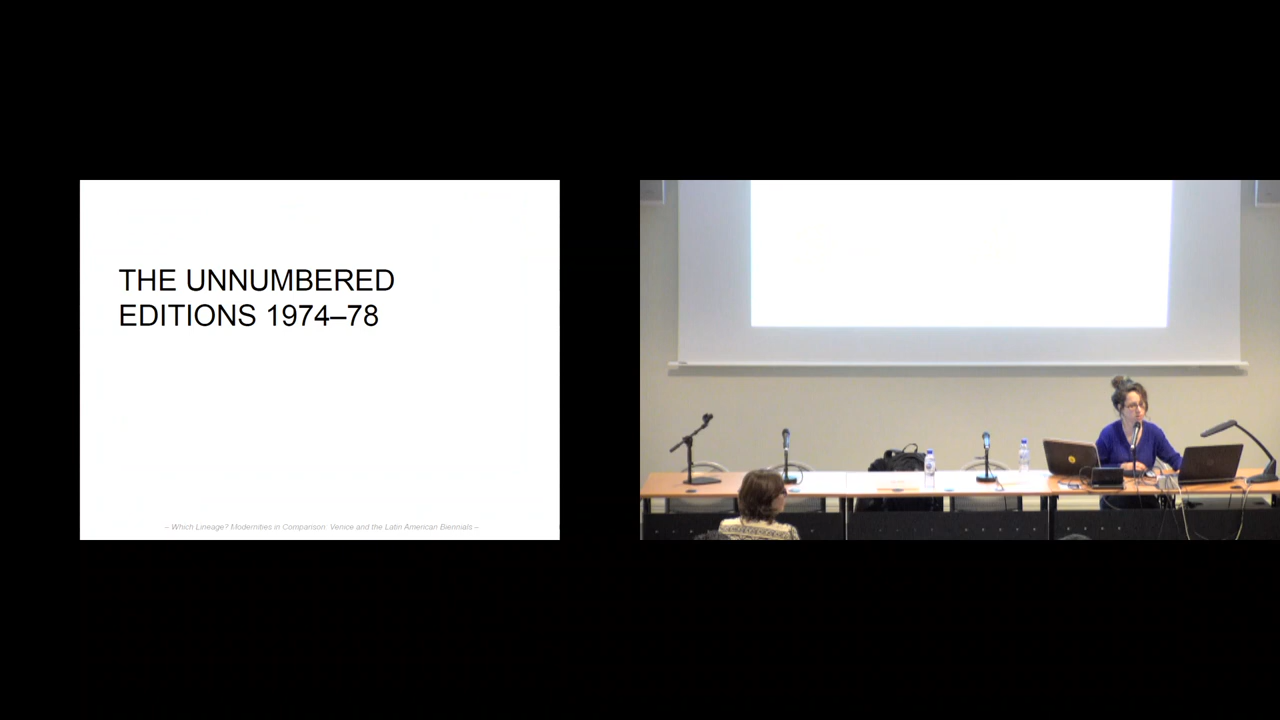 THE UNNUMBERED
EDITIONS 1974–78
– Which Lineage? Modernities in Comparison: Venice and the Latin American Biennials –